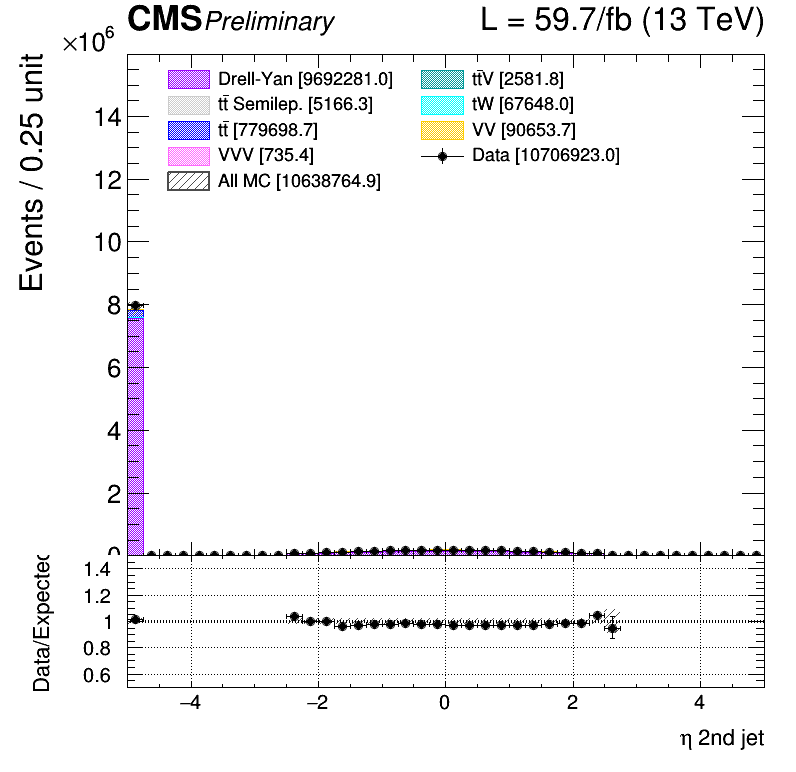 CMS Preliminary L = 59.7/fb (13 TeV)
×10⁶
Events / 0.25 unit
Drell-Yan [9692281.0]
tt̄ Semilep. [5166.3]
tt̄ [779698.7]
VVV [735.4]
All MC [10638764.9]
tt̄V [2581.8]
tW [67648.0]
VV [90653.7]
Data [10706923.0]
14
12
10
8
6
4
2
0
Data/Expected
1.4
1.2
1
0.8
0.6
−4 −2 0 2 4
η 2nd jet